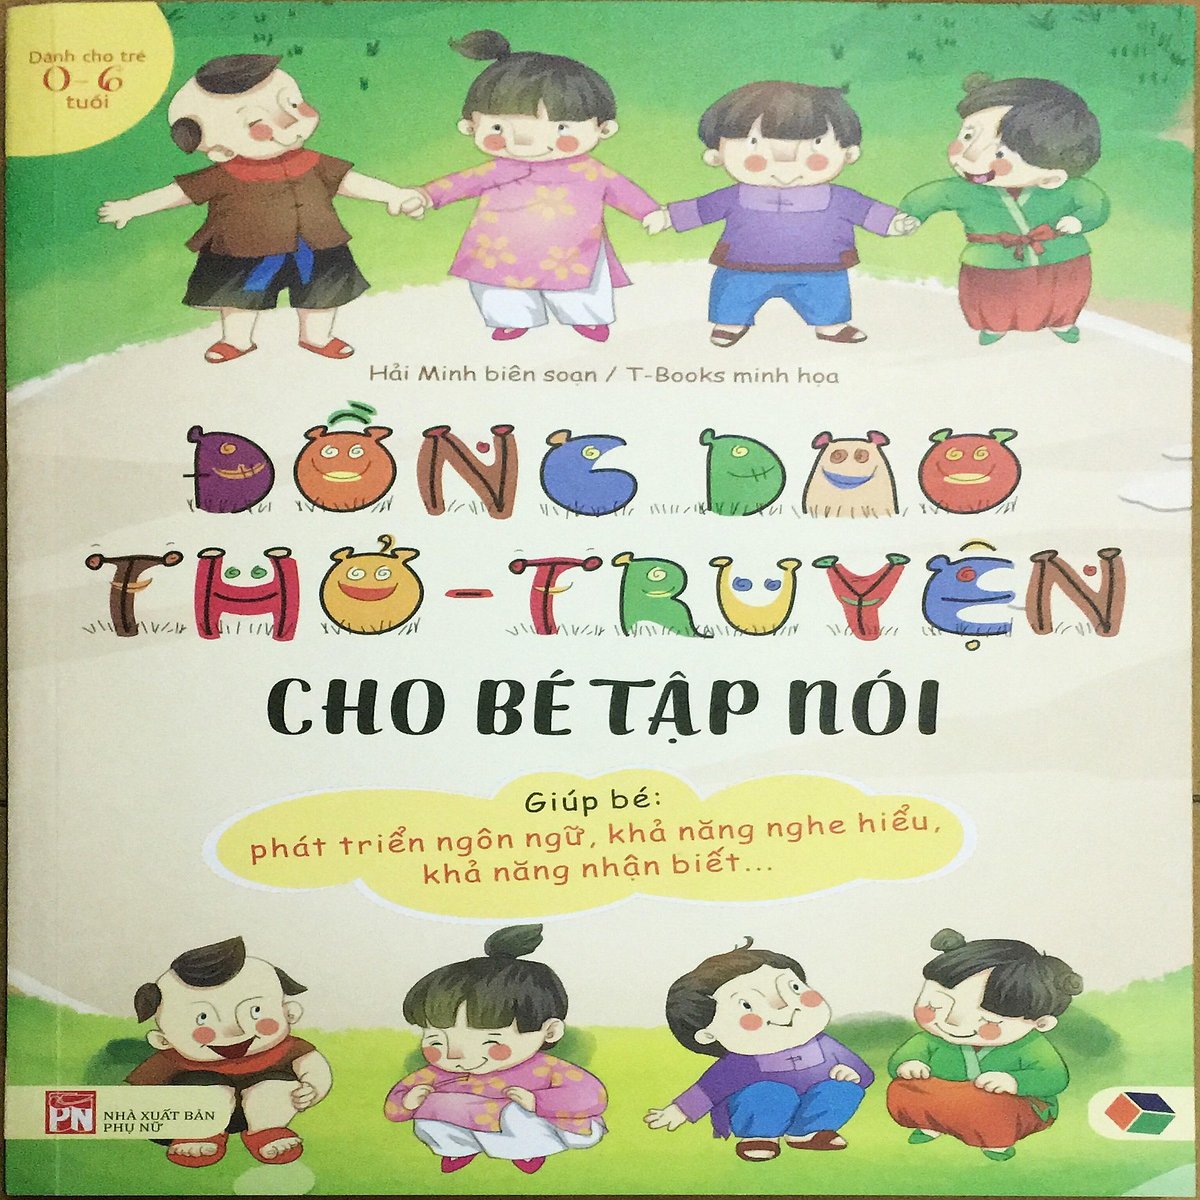 Dành cho trẻ
0-6
tuổi
Hải Minh biên soạn / T-Books minh họa
ĐỒNG DAO
THƠ-TRUYỆN
CHO BÉ TẬP NÓI
Giúp bé:
phát triển ngôn ngữ, khả năng nghe hiểu,
khả năng nhận biết...
PN
NHÀ XUẤT BẢN
PHỤ NỮ